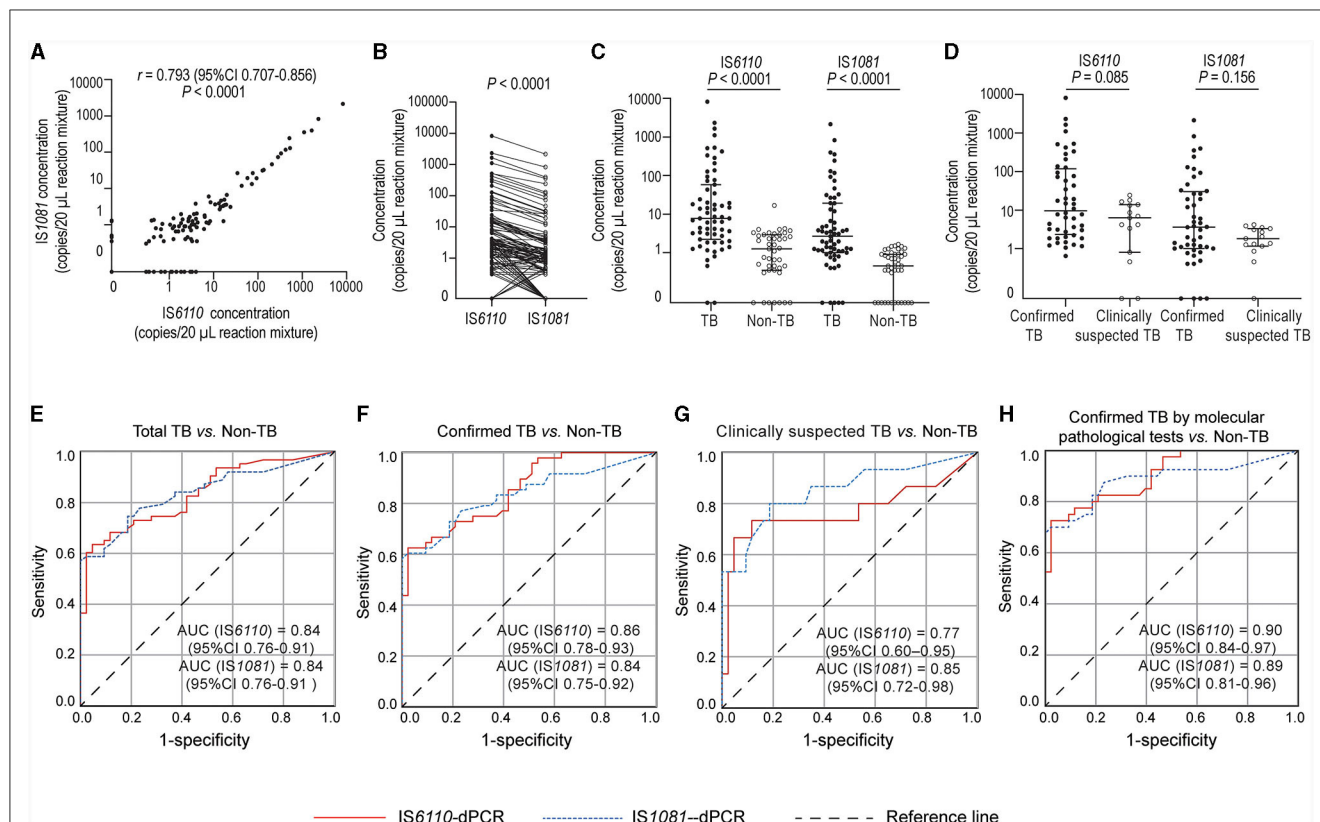 A
r = 0.793 (95%CI 0.707-0.856)
P < 0.0001
IS1081 concentration
(copies/20 µL reaction mixture)
10000
1000
100
10
1
0
0
1
10
100
1000
10000
IS6110 concentration
(copies/20 µL reaction mixture)
B
P < 0.0001
Concentration
(copies/20 µL reaction mixture)
100000
10000
1000
100
10
1
0
IS6110
IS1081
C
IS6110
P < 0.0001
IS1081
P < 0.0001
Concentration
(copies/20 µL reaction mixture)
10000
1000
100
10
1
0
TB
Non-TB
TB
Non-TB
D
IS6110
P = 0.085
IS1081
P = 0.156
Concentration
(copies/20 µL reaction mixture)
10000
1000
100
10
1
0
Confirmed
TB
Clinically
suspected TB
Confirmed
TB
Clinically
suspected TB
E
Total TB vs. Non-TB
Sensitivity
1.0
0.8
0.6
0.4
0.2
0.0
AUC (IS6110) = 0.84
(95%CI 0.76-0.91)
AUC (IS1081) = 0.84
(95%CI 0.76-0.91 )
0.0
0.2
0.4
0.6
0.8
1.0
1-specificity
F
Confirmed TB vs. Non-TB
Sensitivity
1.0
0.8
0.6
0.4
0.2
0.0
AUC (IS6110) = 0.86
(95%CI 0.78-0.93)
AUC (IS1081) = 0.84
(95%CI 0.75-0.92)
0.0
0.2
0.4
0.6
0.8
1.0
1-specificity
G
Clinically suspected TB vs. Non-TB
Sensitivity
1.0
0.8
0.6
0.4
0.2
0.0
AUC (IS6110) = 0.77
(95%CI 0.60–0.95)
AUC (IS1081) = 0.85
(95%CI 0.72-0.98)
0.0
0.2
0.4
0.6
0.8
1.0
1-specificity
H
Confirmed TB by molecular
pathological tests vs. Non-TB
Sensitivity
1.0
0.8
0.6
0.4
0.2
0.0
AUC (IS6110) = 0.90
(95%CI 0.84-0.97)
AUC (IS1081) = 0.89
(95%CI 0.81-0.96)
0.0
0.2
0.4
0.6
0.8
1.0
1-specificity
IS6110-dPCR
IS1081--dPCR
Reference line